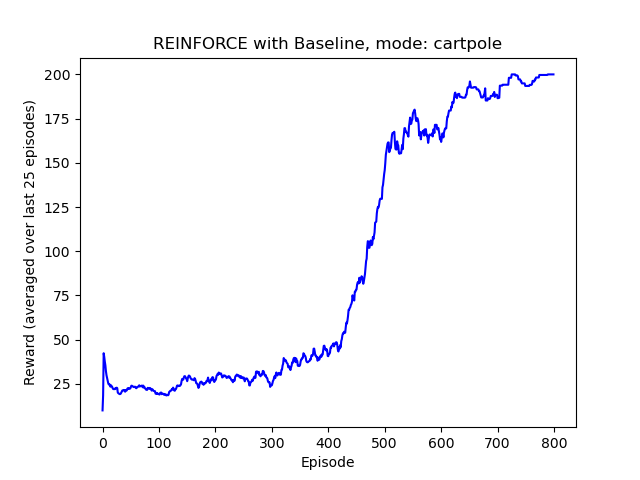 REINFORCE with Baseline, mode: cartpole
200
175
150
125
100
75
50
25
Reward (averaged over last 25 episodes)
0 100 200 300 400 500 600 700 800
Episode